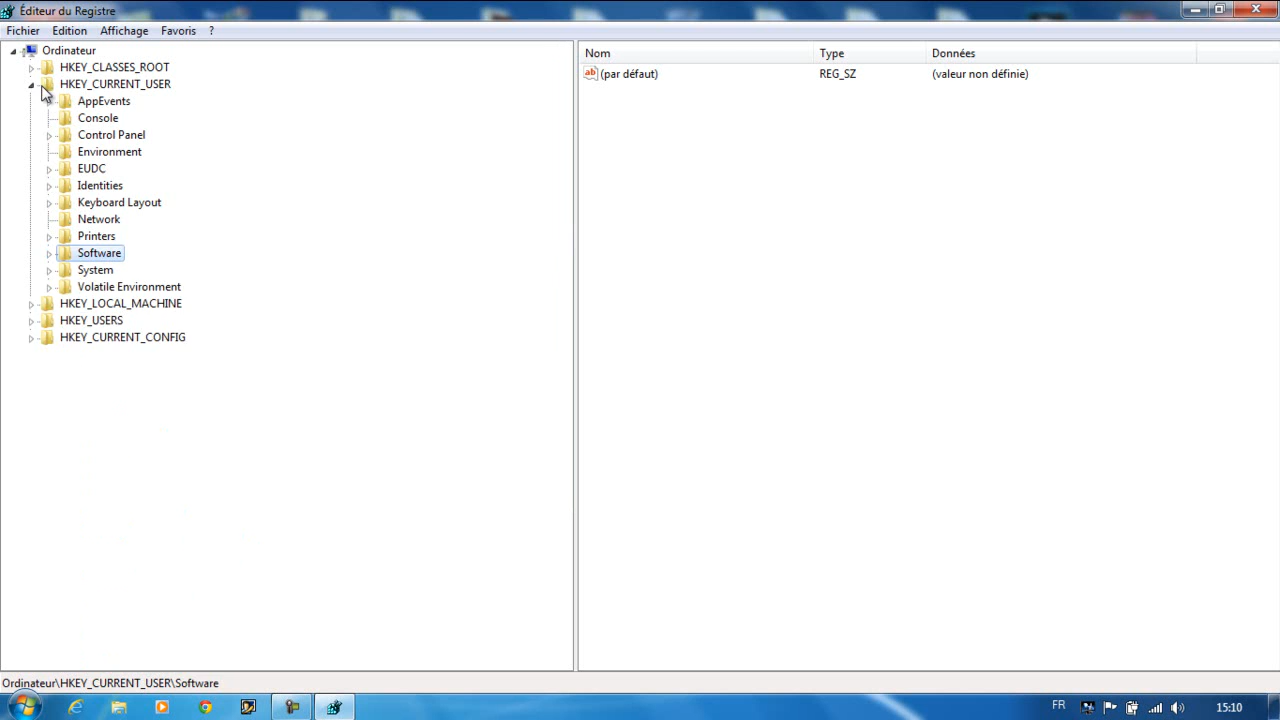 Éditeur du Registre
Fichier Edition Affichage Favoris ?
Ordinateur
HKEY_CLASSES_ROOT
HKEY_CURRENT_USER
AppEvents
Console
Control Panel
Environment
EUDC
Identities
Keyboard Layout
Network
Printers
Software
System
Volatile Environment
HKEY_LOCAL_MACHINE
HKEY_USERS
HKEY_CURRENT_CONFIG
Nom Type Données
ab (par défaut) REG_SZ (valeur non définie)
Ordinateur\HKEY_CURRENT_USER\Software
FR 15:10